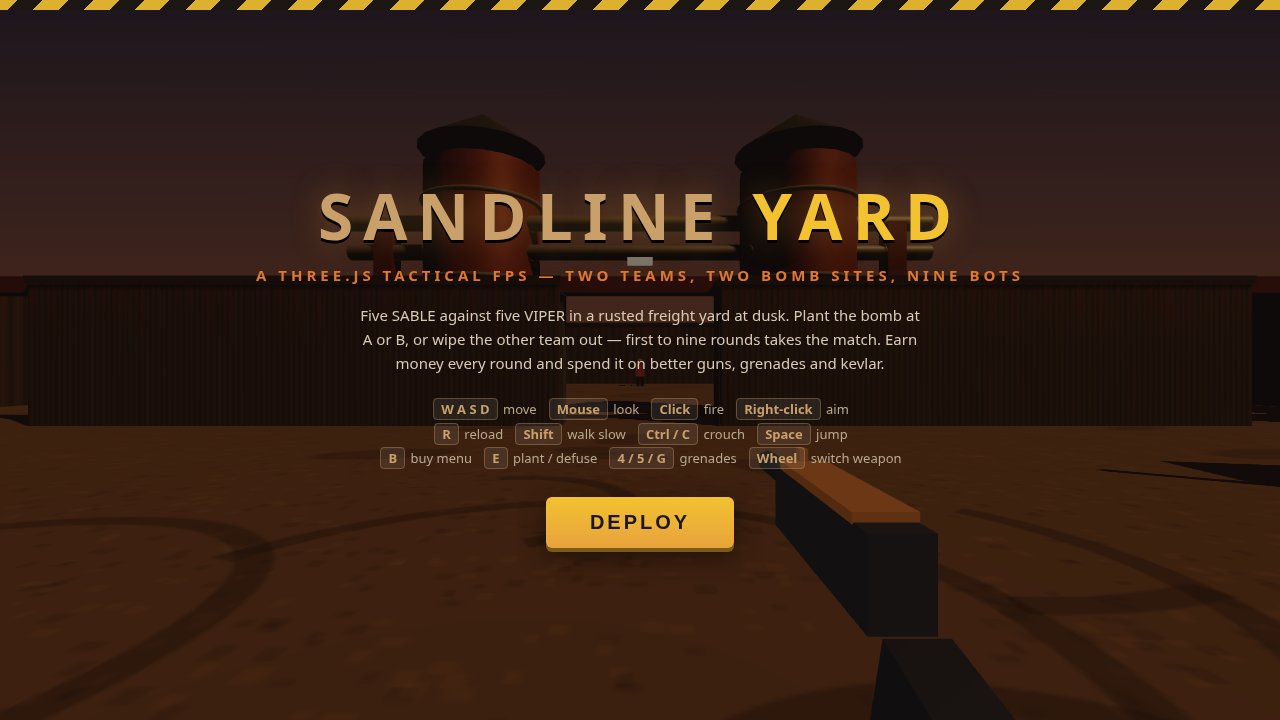 SANDLINE YARD
A THREE.JS TACTICAL FPS — TWO TEAMS, TWO BOMB SITES, NINE BOTS
Five SABLE against five VIPER in a rusted freight yard at dusk. Plant the bomb at
A or B, or wipe the other team out — first to nine rounds takes the match. Earn
money every round and spend it on better guns, grenades and kevlar.
W A S D move Mouse look Click fire Right-click aim
R reload Shift walk slow Ctrl / C crouch Space jump
B buy menu E plant / defuse 4 / 5 / G grenades Wheel switch weapon
DEPLOY